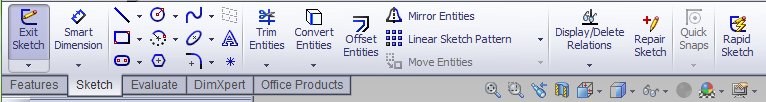 Exit Sketch
Smart Dimension
Trim Entities
Convert Entities
Offset Entities
Mirror Entities
Linear Sketch Pattern
Move Entities
Display/Delete Relations
Repair Sketch
Quick Snaps
Rapid Sketch
Features Sketch Evaluate DimXpert Office Products